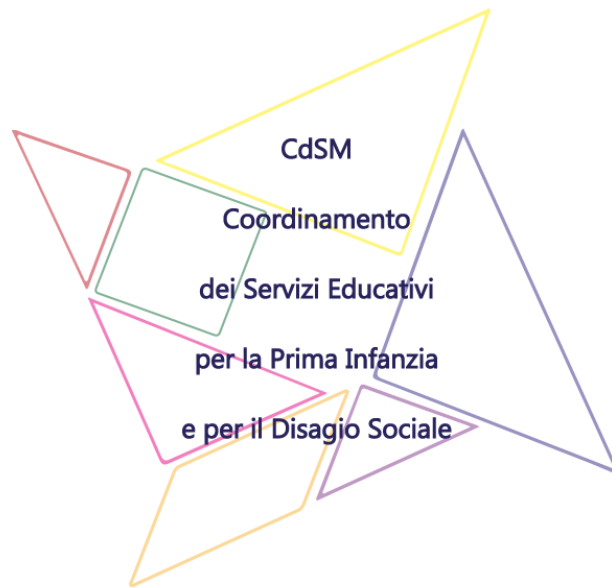 CdSM
Coordinamento
dei Servizi Educativi
per la Prima Infanzia
e per il Disagio Sociale